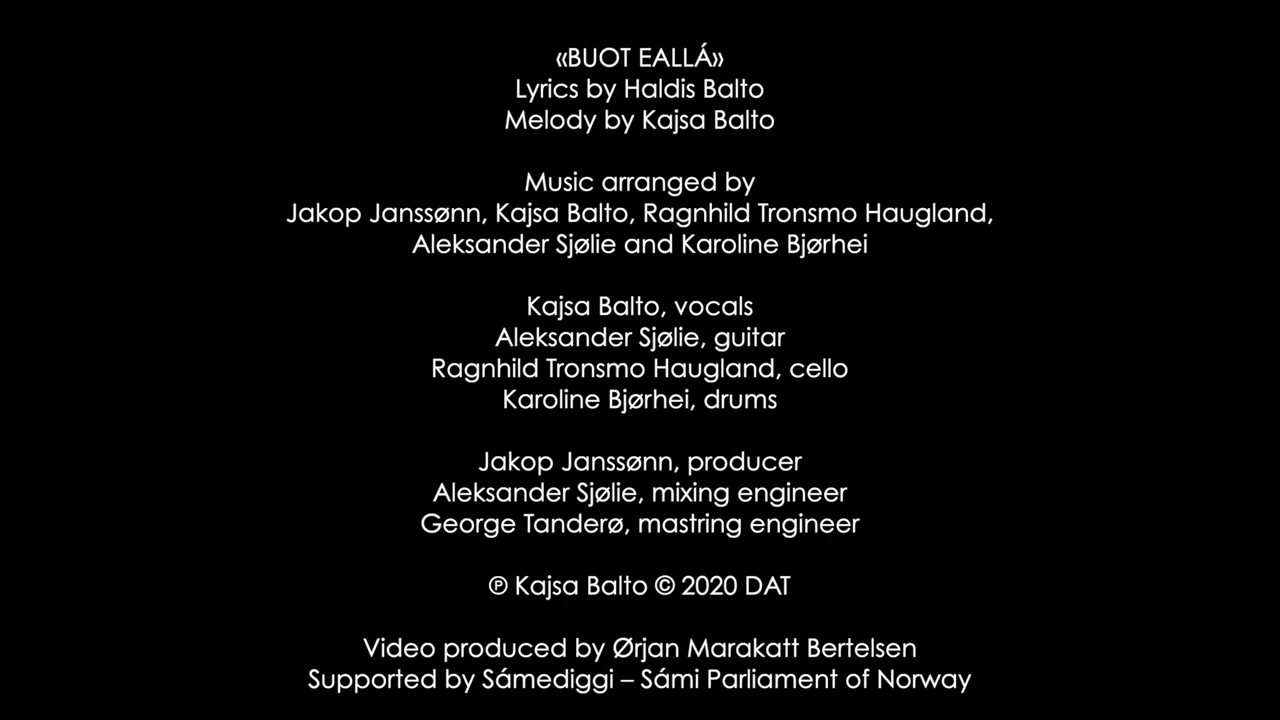 «BUOT EALLÁ»
Lyrics by Haldis Balto
Melody by Kajsa Balto
Music arranged by
Jakop Janssønn, Kajsa Balto, Ragnhild Tronsmo Haugland,
Aleksander Sjølie and Karoline Bjørhei
Kajsa Balto, vocals
Aleksander Sjølie, guitar
Ragnhild Tronsmo Haugland, cello
Karoline Bjørhei, drums
Jakop Janssønn, producer
Aleksander Sjølie, mixing engineer
George Tanderø, mastring engineer
℗ Kajsa Balto © 2020 DAT
Video produced by Ørjan Marakatt Bertelsen
Supported by Sámediggi – Sámi Parliament of Norway